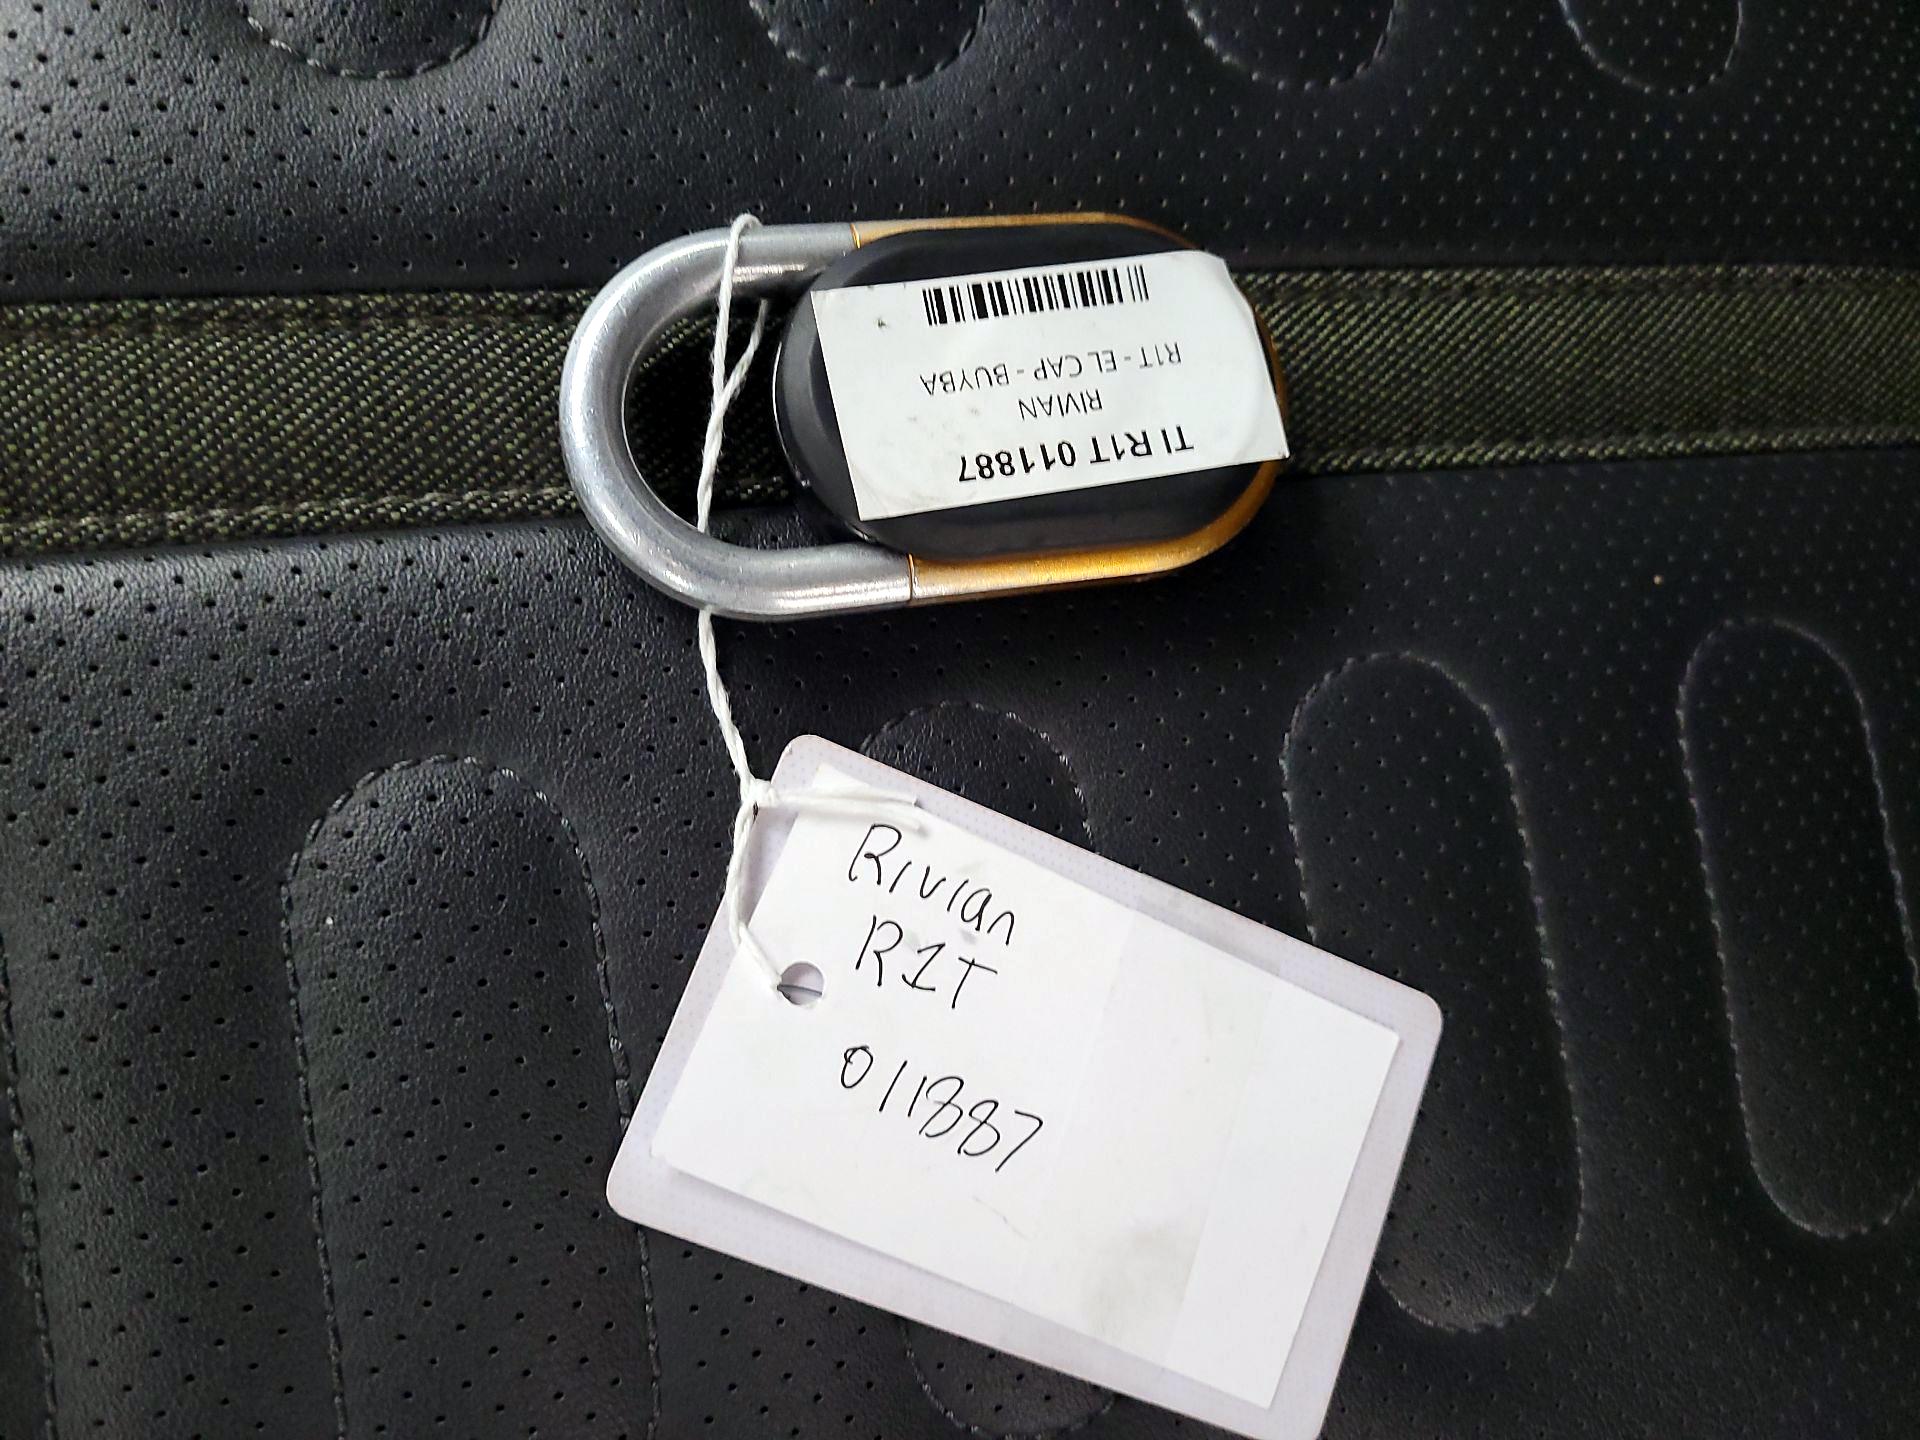 TI R1T 011887
RIVIAN
R1T - EL CAP - BUYBA
Rivian
R1T
011887